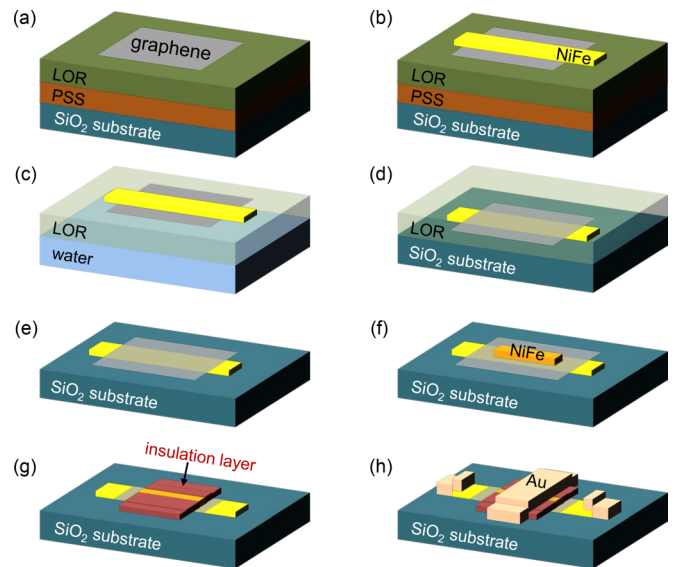 (a)
graphene
LOR
PSS
SiO₂ substrate
(b)
NiFe
LOR
PSS
SiO₂ substrate
(c)
LOR
water
(d)
LOR
SiO₂ substrate
(e)
SiO₂ substrate
(f)
NiFe
SiO₂ substrate
(g)
insulation layer
SiO₂ substrate
(h)
Au
SiO₂ substrate